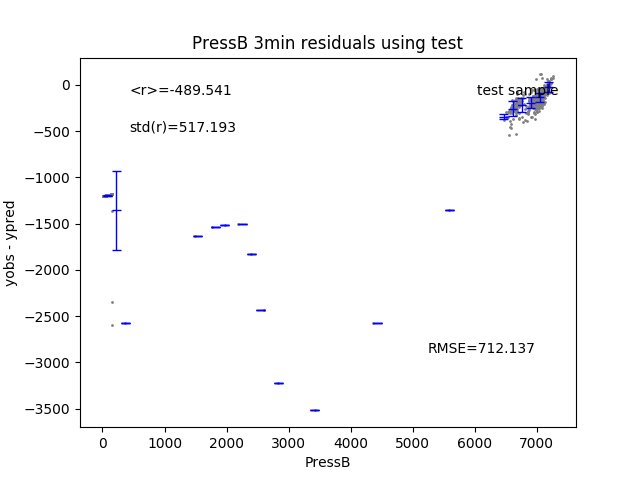 PressB 3min residuals using test
<r>=-489.541
test sample
std(r)=517.193
RMSE=712.137
yobs - ypred
0
−500
−1000
−1500
−2000
−2500
−3000
−3500
0 1000 2000 3000 4000 5000 6000 7000
PressB